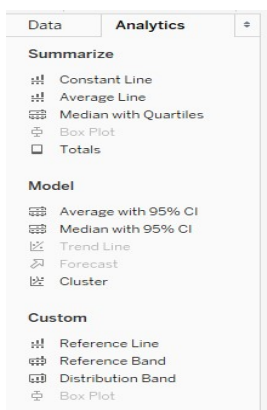 Data Analytics
Summarize
Constant Line
Average Line
Median with Quartiles
Box Plot
Totals
Model
Average with 95% CI
Median with 95% CI
Trend Line
Forecast
Cluster
Custom
Reference Line
Reference Band
Distribution Band
Box Plot